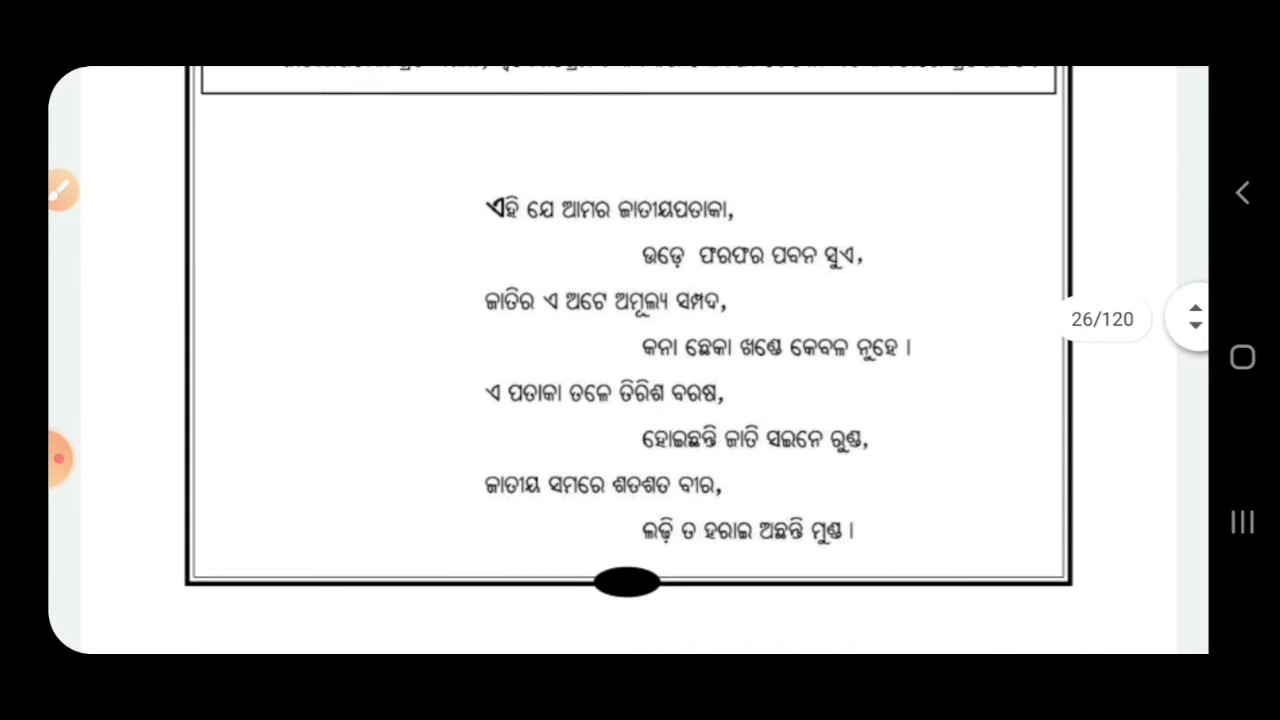 ଏହି ଯେ ଆମର ଜାତୀୟପତାକା,
ଉଡ଼େ ଫରଫର ପବନ ସୁଏ,
ଜାତିର ଏ ଅଟେ ଅମୂଲ୍ୟ ସମ୍ପଦ,
26/120
କନା ଛେକା ଖଣ୍ଡେ କେବଳ ନୁହେ ।
ଏ ପତାକା ତଳେ ତିରିଶ ବରଷ,
ହୋଇଛନ୍ତି ଜାତି ସଇନେ ରୁଣ୍ଡ,
ଜାତୀୟ ସମରେ ଶତଶତ ବୀର,
ଲଢ଼ି ତ ହରାଇ ଅଛନ୍ତି ମୁଣ୍ଡ ।